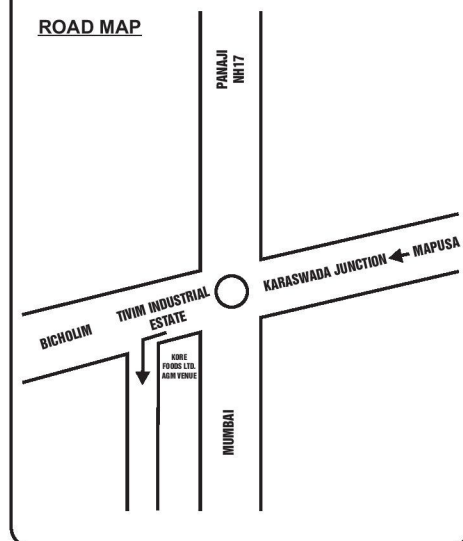 ROAD MAP
PANAJI
NH17
KARASWADA JUNCTION
MAPUSA
TIVIM INDUSTRIAL
ESTATE
BICHOLIM
KORE
FOODS LTD.
AGM VENUE
MUMBAI